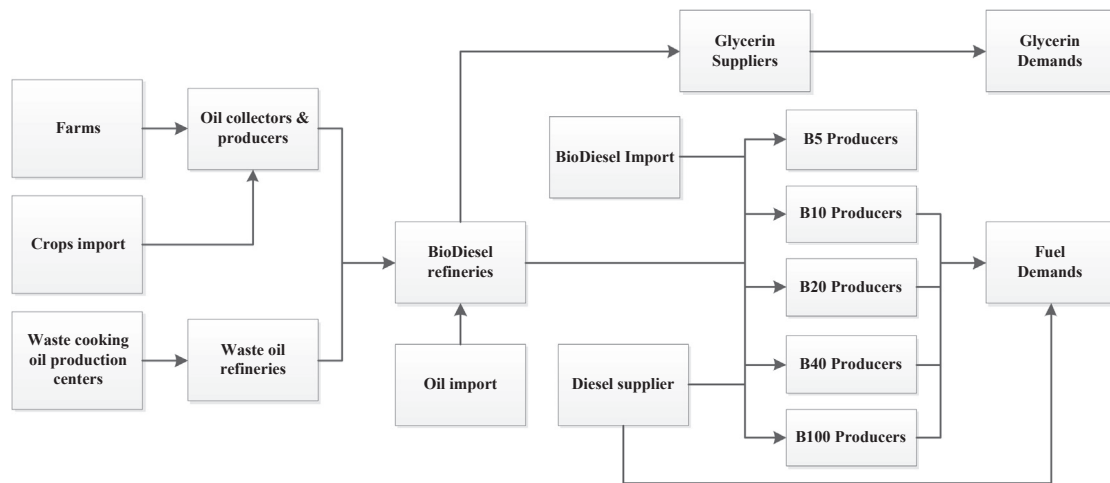 Farms
Crops import
Waste cooking
oil production
centers
Oil collectors &
producers
Waste oil
refineries
BioDiesel
refineries
Oil import
Glycerin
Suppliers
Glycerin
Demands
BioDiesel Import
Diesel supplier
B5 Producers
B10 Producers
B20 Producers
B40 Producers
B100 Producers
Fuel
Demands